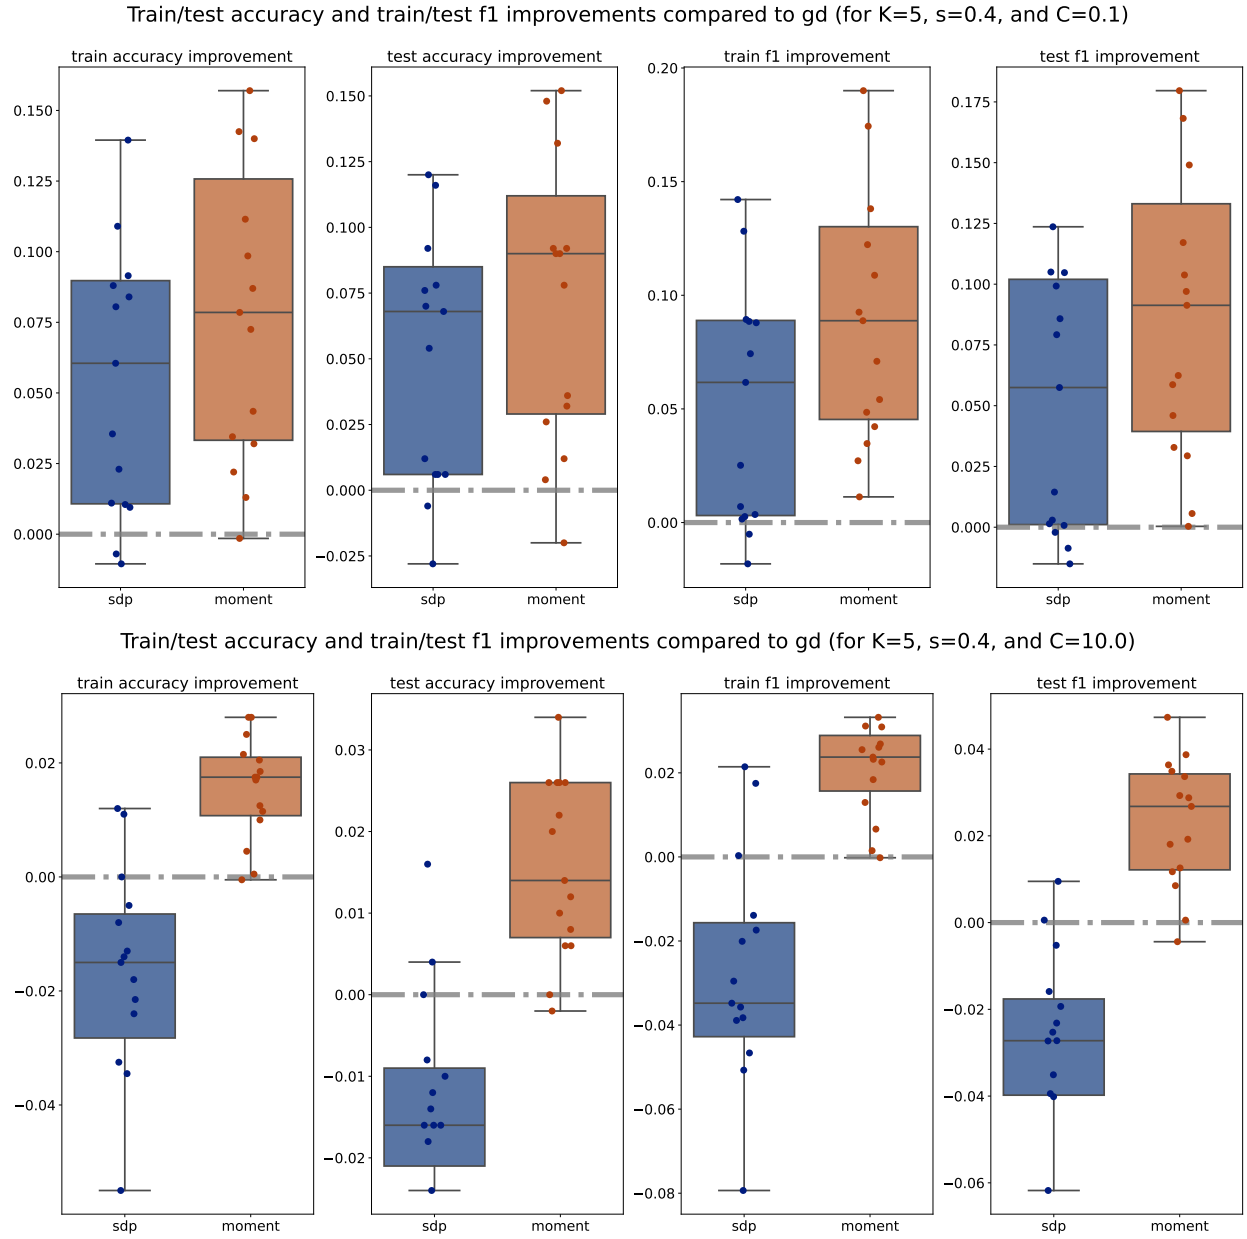 Train/test accuracy and train/test f1 improvements compared to gd (for K=5, s=0.4, and C=0.1)
train accuracy improvement
test accuracy improvement
train f1 improvement
test f1 improvement
0.150
0.125
0.100
0.075
0.050
0.025
0.000
sdp
moment
0.150
0.125
0.100
0.075
0.050
0.025
0.000
−0.025
sdp
moment
0.20
0.15
0.10
0.05
0.00
sdp
moment
0.175
0.150
0.125
0.100
0.075
0.050
0.025
0.000
sdp
moment
Train/test accuracy and train/test f1 improvements compared to gd (for K=5, s=0.4, and C=10.0)
train accuracy improvement
test accuracy improvement
train f1 improvement
test f1 improvement
0.02
0.00
−0.02
−0.04
sdp
moment
0.03
0.02
0.01
0.00
−0.01
−0.02
sdp
moment
0.02
0.00
−0.02
−0.04
−0.06
−0.08
sdp
moment
0.04
0.02
0.00
−0.02
−0.04
−0.06
sdp
moment